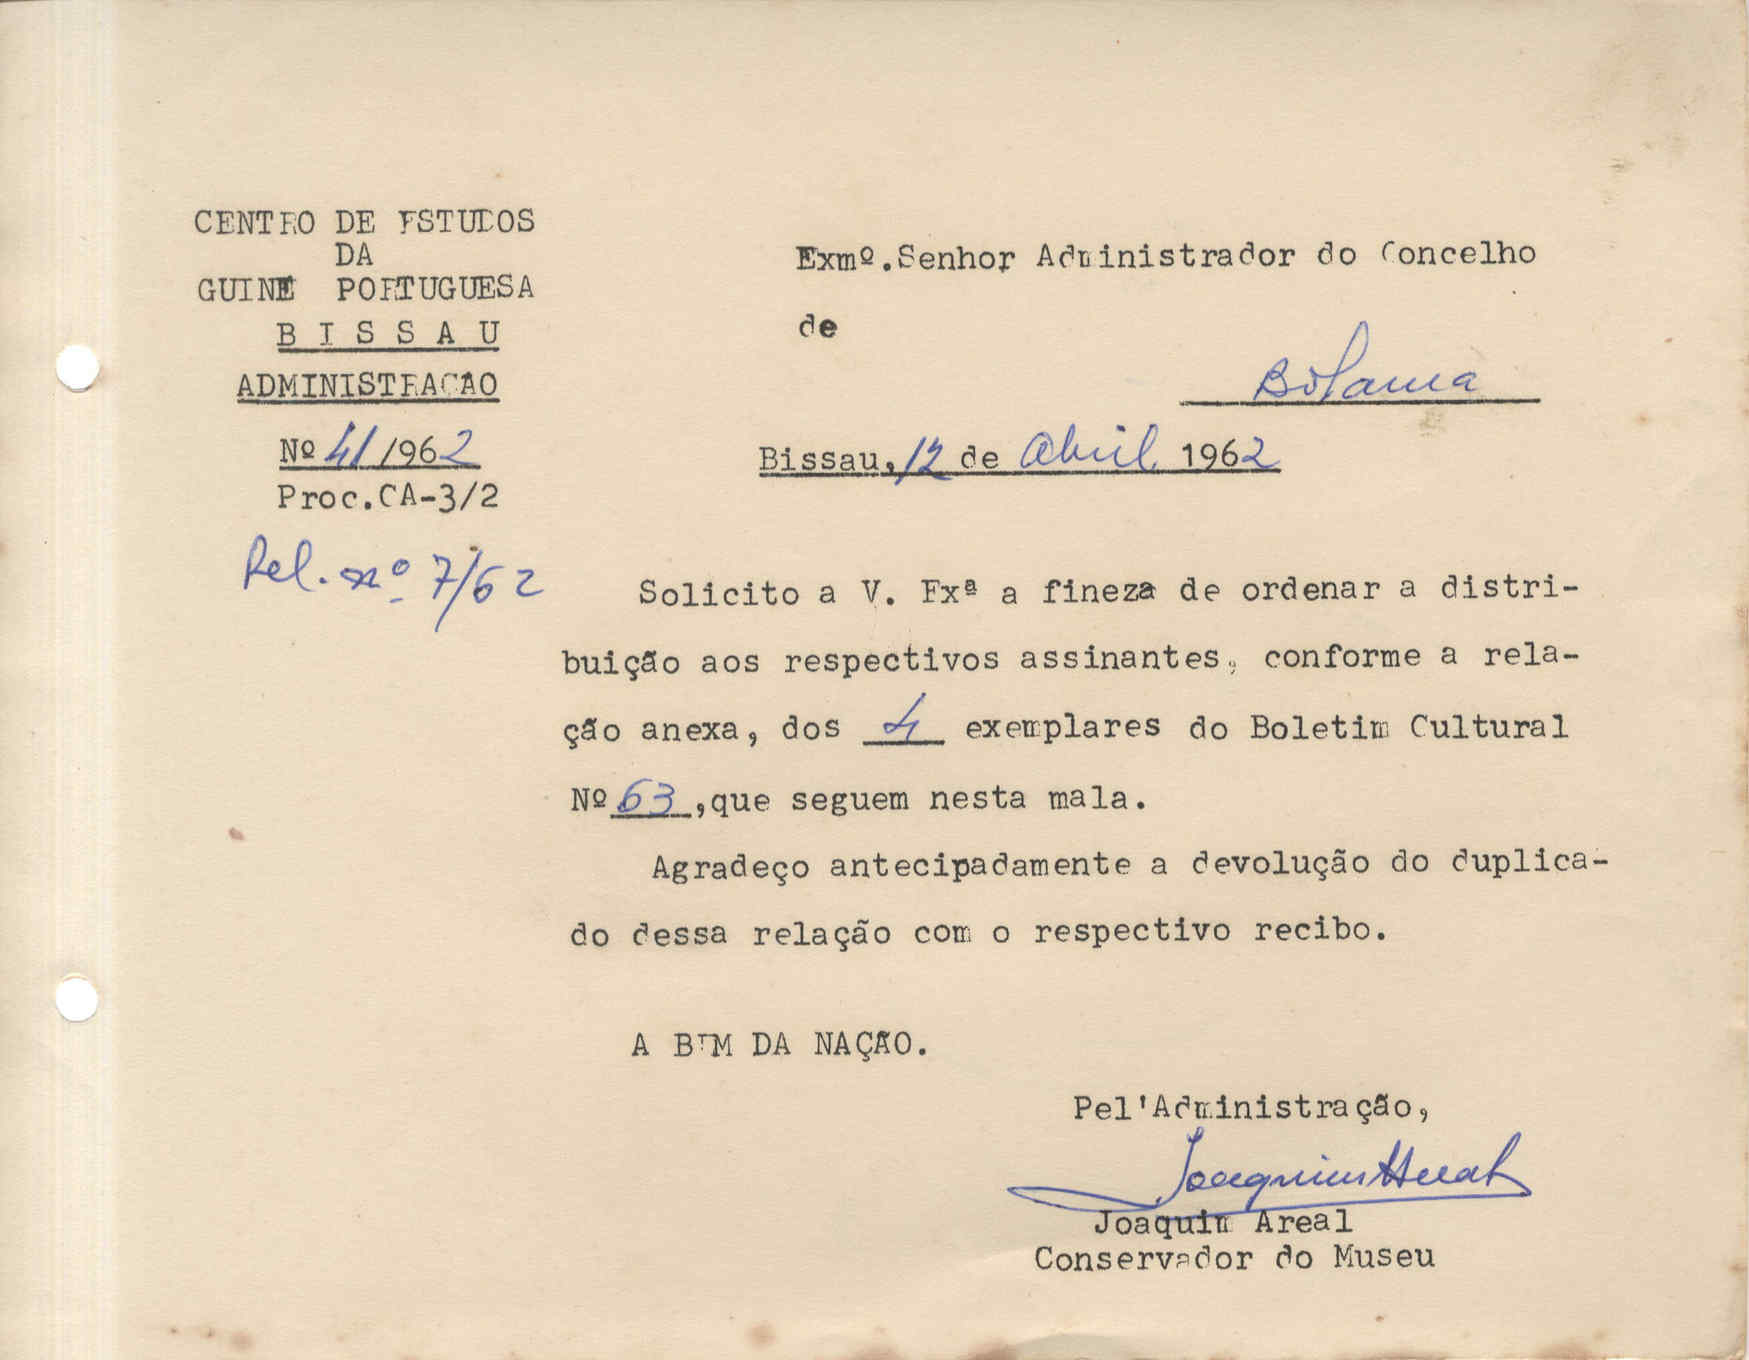 CENTRO DE ESTUDOS
DA
GUINÉ PORTUGUESA
B I S S A U
ADMINISTRAÇÃO
Nº 41/1962
Proc.CA-3/2
Rel. nº 7/62
Exmº.Senhor Administrador do Concelho
de
Bolama
Bissau, 12 de Abril 1962
Solicito a V. Exª a fineza de ordenar a distri-
buição aos respectivos assinantes, conforme a rela-
ção anexa, dos 4 exemplares do Boletim Cultural
Nº 63,que seguem nesta mala.
Agradeço antecipadamente a devolução do duplica-
do dessa relação com o respectivo recibo.
A BEM DA NAÇÃO.
Pel'Administração,
Joaquim Areal
Joaquim Areal
Conservador do Museu